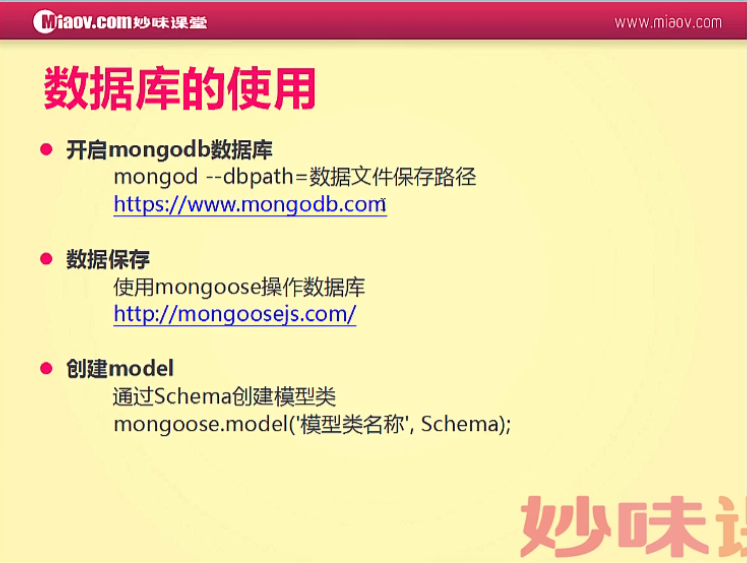 Miaov.com妙味课堂
www.miaov.com
数据库的使用
开启mongodb数据库
mongod --dbpath=数据文件保存路径
https://www.mongodb.com
数据保存
使用mongoose操作数据库
http://mongoosejs.com/
创建model
通过Schema创建模型类
mongoose.model('模型类名称', Schema);
妙味课